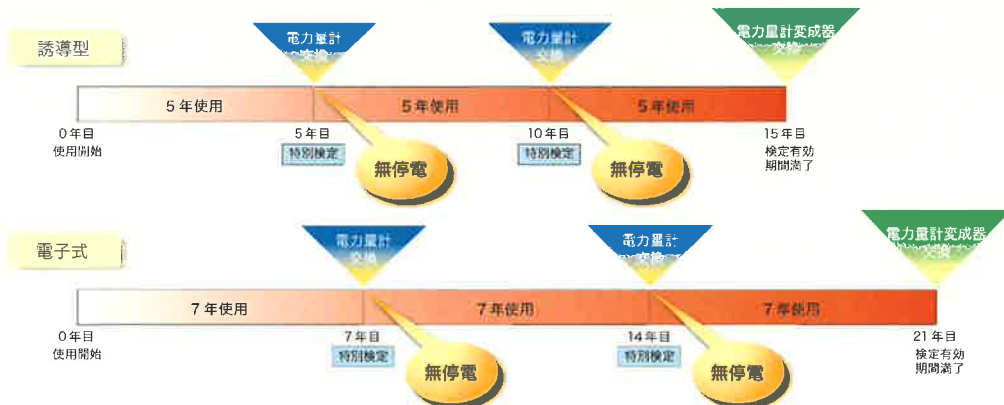 誘導型
電力量計
交換
電力量計
交換
電力量計変成器
交換
5年使用
5年使用
5年使用
0年目
使用開始
5年目
特別検定
無停電
10年目
特別検定
無停電
15年目
検定有効
期間満了
電子式
電力量計
交換
電力量計
交換
電力量計変成器
交換
7年使用
7年使用
7年使用
0年目
使用開始
7年目
特別検定
無停電
14年目
特別検定
無停電
21年目
検定有効
期間満了